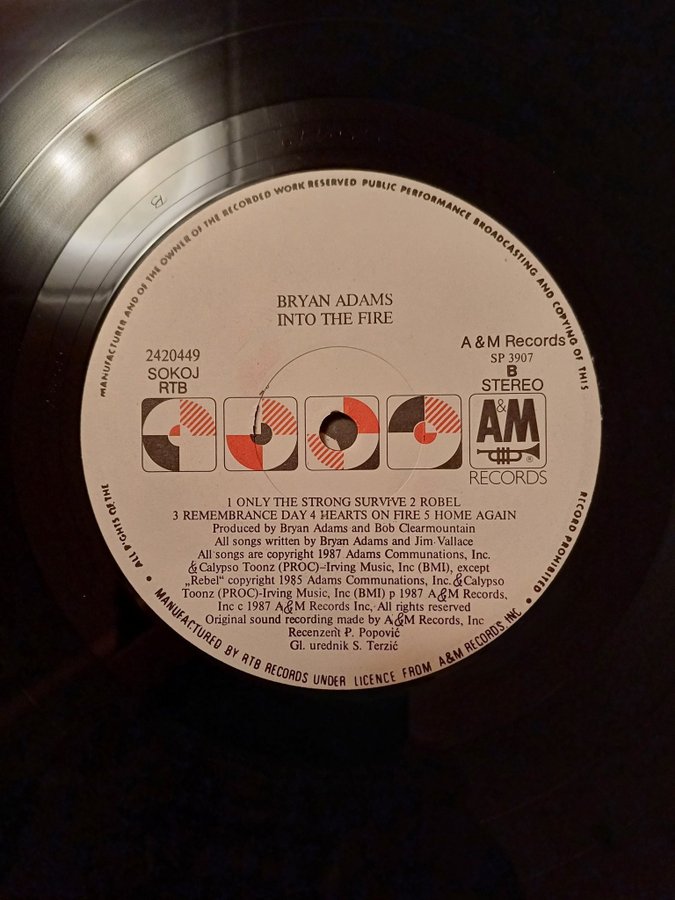 MANUFACTURER AND OF THE OWNER OF THE RECORDED WORK RESERVED PUBLIC PERFORMANCE BROADCASTING AND COPYING OF THIS
BRYAN ADAMS
INTO THE FIRE
2420449
SOKOJ
RTB
A & M Records
SP 3907
B
STEREO
A&M
®
RECORDS
1 ONLY THE STRONG SURVIVE 2 ROBEL
3 REMEMBRANCE DAY 4 HEARTS ON FIRE 5 HOME AGAIN
Produced by Bryan Adams and Bob Clearmountain
All songs written by Bryan Adams and Jim Vallace
All songs are copyright 1987 Adams Communations, Inc.
& Calypso Toonz (PROC)–Irving Music, Inc (BMI), except
„Rebel“ copyright 1985 Adams Communations, Inc. & Calypso
Toonz (PROC)-Irving Music, Inc (BMI) p 1987 A & M Records,
Inc c 1987 A & M Records Inc, All rights reserved
Original sound recording made by A & M Records, Inc
Recenzent P. Popović
Gl. urednik S. Terzić
ALL RIGHTS OF THE
RECORD PROHIBITED •
• MANUFACTURED BY RTB RECORDS UNDER LICENCE FROM A&M RECORDS, INC •
B